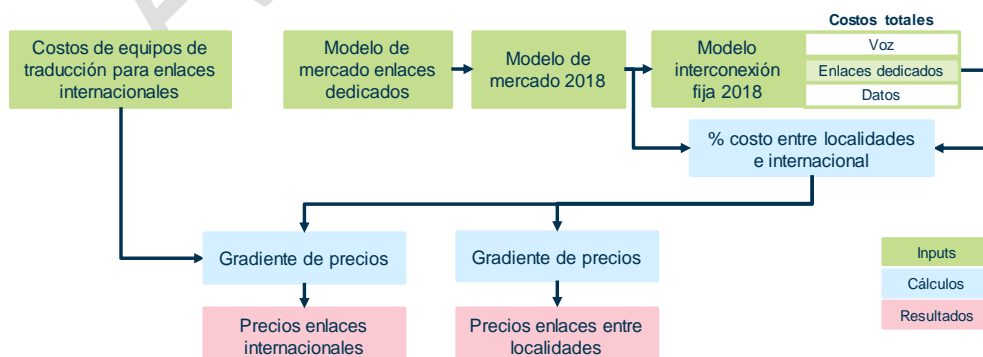 Costos totales
Costos de equipos de
traducción para enlaces
internacionales
Modelo de
mercado enlaces
dedicados
Modelo de
mercado 2018
Modelo
interconexión
fija 2018
Voz
Enlaces dedicados
Datos
% costo entre localidades
e internacional
Gradiente de precios
Gradiente de precios
Inputs
Cálculos
Resultados
Precios enlaces
internacionales
Precios enlaces entre
localidades